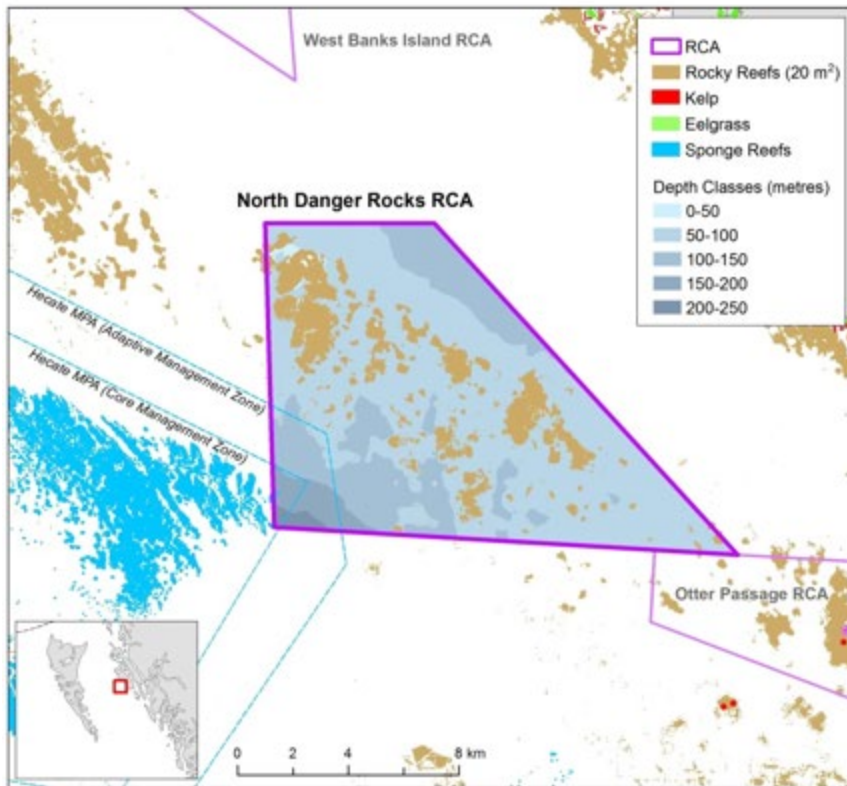 West Banks Island RCA
RCA
Rocky Reefs (20 m²)
Kelp
Eelgrass
Sponge Reefs
Depth Classes (metres)
0-50
50-100
100-150
150-200
200-250
North Danger Rocks RCA
Hecate MPA (Adaptive Management Zone)
Hecate MPA (Core Management Zone)
Otter Passage RCA
0 2 4 8 km